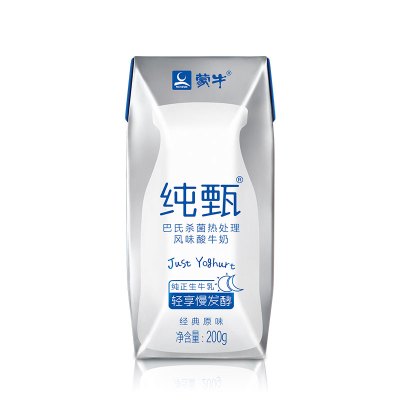 蒙牛®
纯甄®
巴氏杀菌热处理
风味酸牛奶
Just Yoghurt
纯正生牛乳
轻享慢发酵
经典原味
净含量:200g